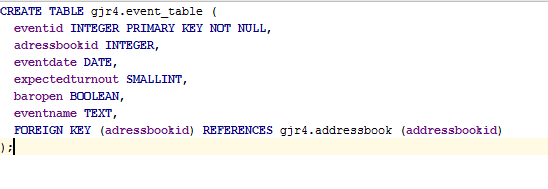 CREATE TABLE gjr4.event_table (
  eventid INTEGER PRIMARY KEY NOT NULL,
  adressbookid INTEGER,
  eventdate DATE,
  expectedturnout SMALLINT,
  baropen BOOLEAN,
  eventname TEXT,
  FOREIGN KEY (adressbookid) REFERENCES gjr4.addressbook (addressbookid)
);